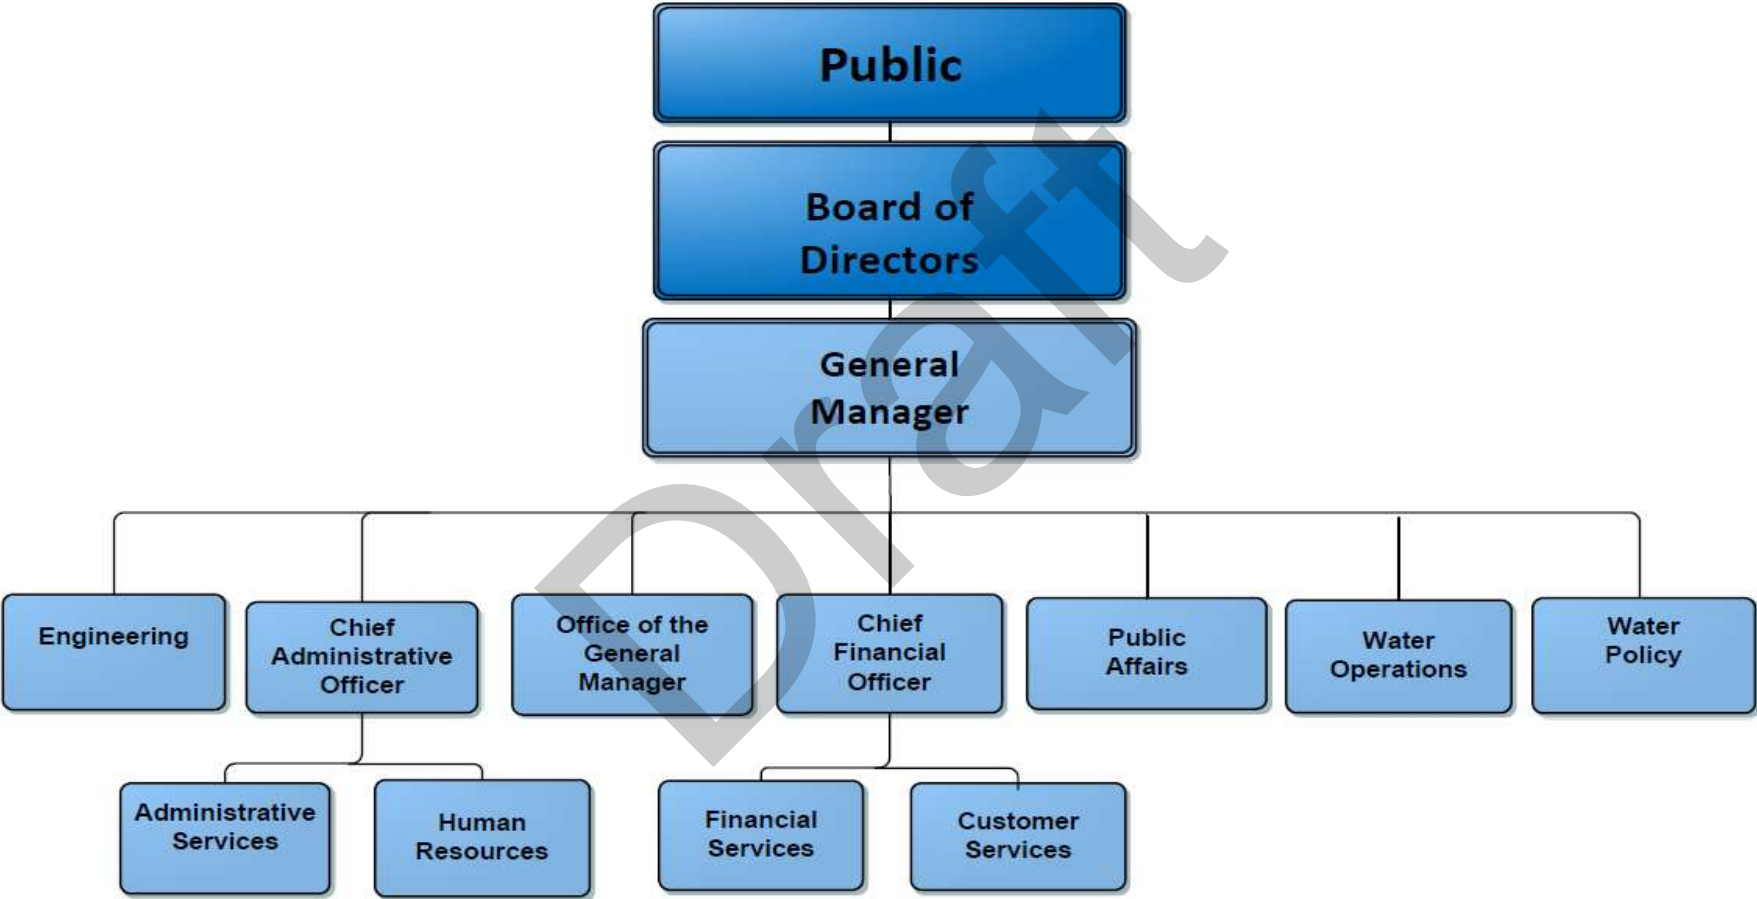 Public
Board of
Directors
General
Manager
Draft
Engineering
Chief
Administrative
Officer
Office of the
General
Manager
Chief
Financial
Officer
Public
Affairs
Water
Operations
Water
Policy
Administrative
Services
Human
Resources
Financial
Services
Customer
Services